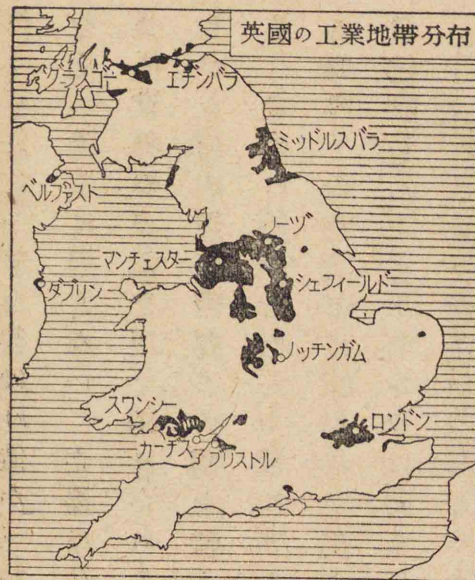 英國の工業地帶分布
グラスゴー
エヂンバラ
ミッドルスバラ
ベルファスト
リーヅ
マンチェスター
シェフィールド
ダブリン
ノッチンガム
スワンシー
ロンドン
カーヂフ
ブリストル